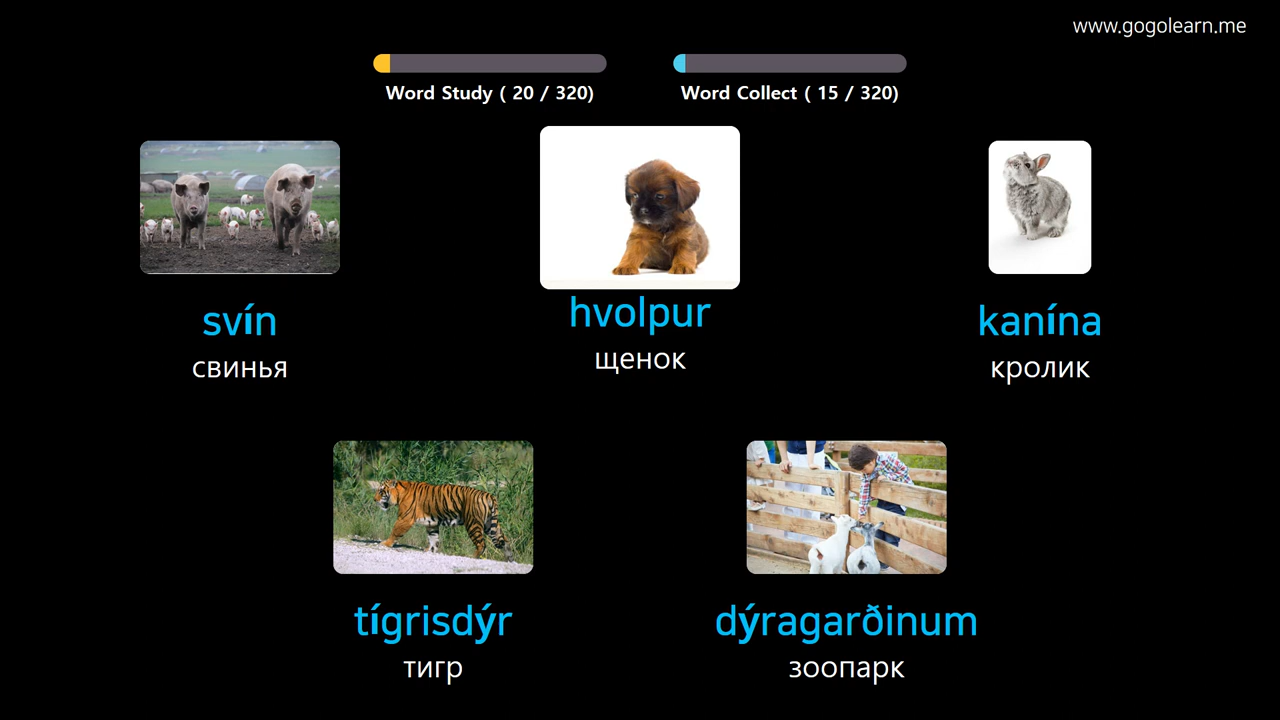 www.gogolearn.me
Word Study ( 20 / 320)
Word Collect ( 15 / 320)
svín
свинья
hvolpur
щенок
kanína
кролик
tígrisdýr
тигр
dýragarðinum
зоопарк